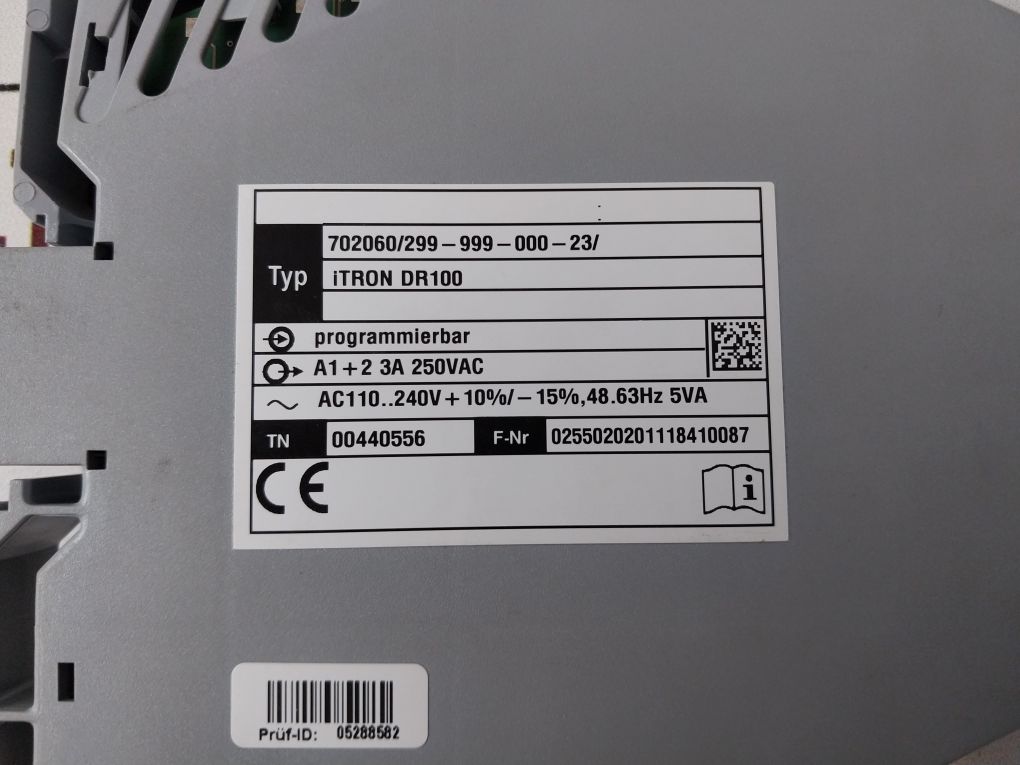 702060/299-999-000-23/
Typ
iTRON DR100
programmierbar
A1+2 3A 250VAC
AC110..240V+10%/-15%,48.63Hz 5VA
TN 00440556 F-Nr 0255020201118410087
CE i
Prüf-ID: 05288582